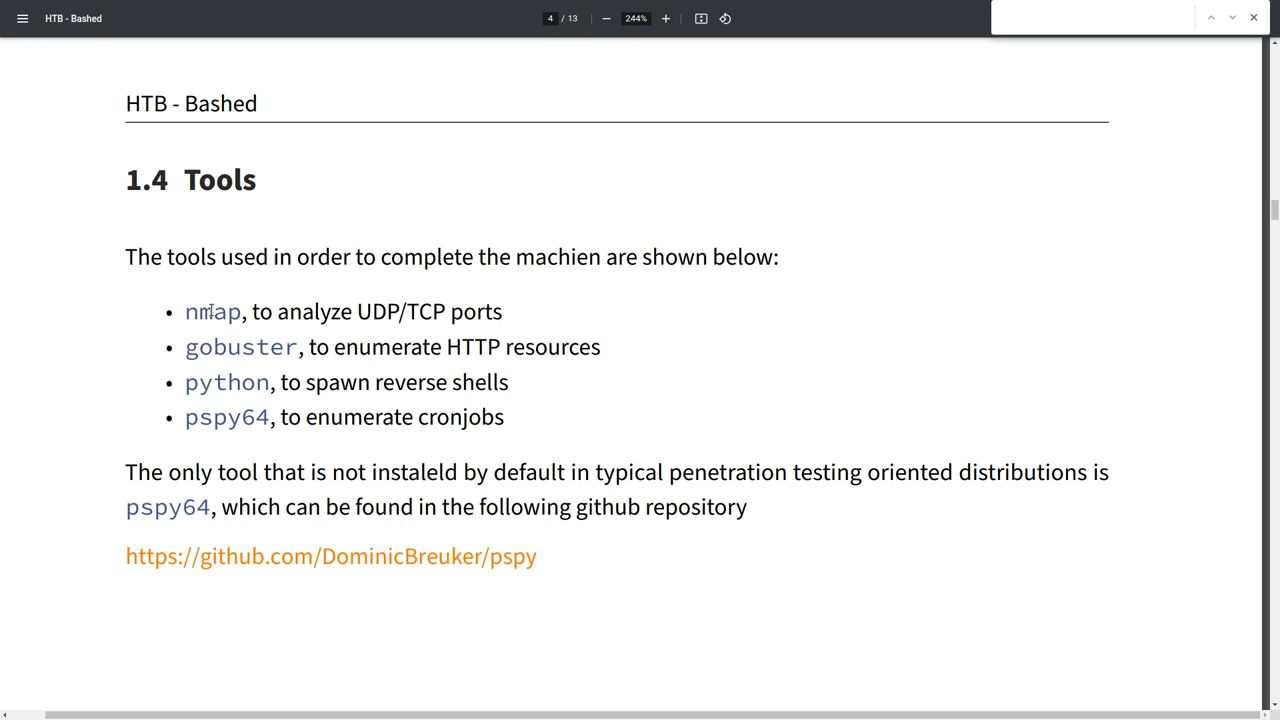 HTB - Bashed
4 / 13
244%
HTB - Bashed
1.4 Tools
The tools used in order to complete the machien are shown below:
• nmap, to analyze UDP/TCP ports
• gobuster, to enumerate HTTP resources
• python, to spawn reverse shells
• pspy64, to enumerate cronjobs
The only tool that is not instaleld by default in typical penetration testing oriented distributions is
pspy64, which can be found in the following github repository
https://github.com/DominicBreuker/pspy